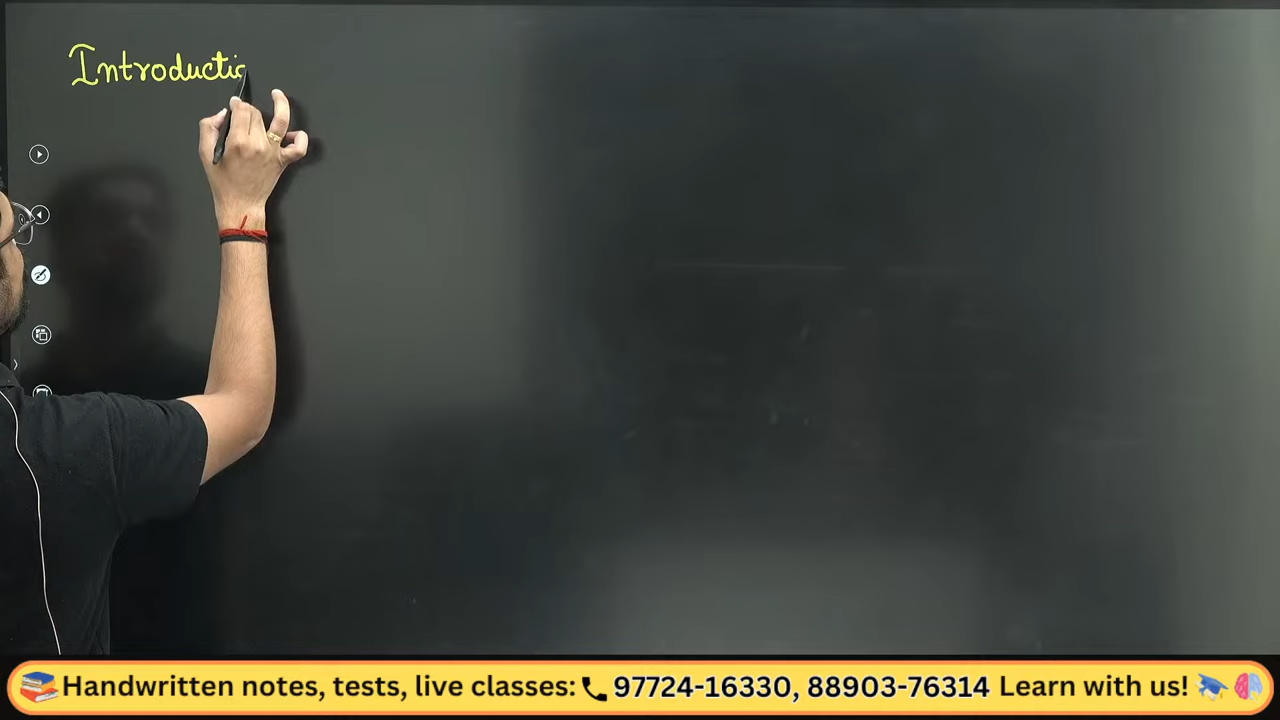 Introductio
Handwritten notes, tests, live classes: 97724-16330, 88903-76314 Learn with us!